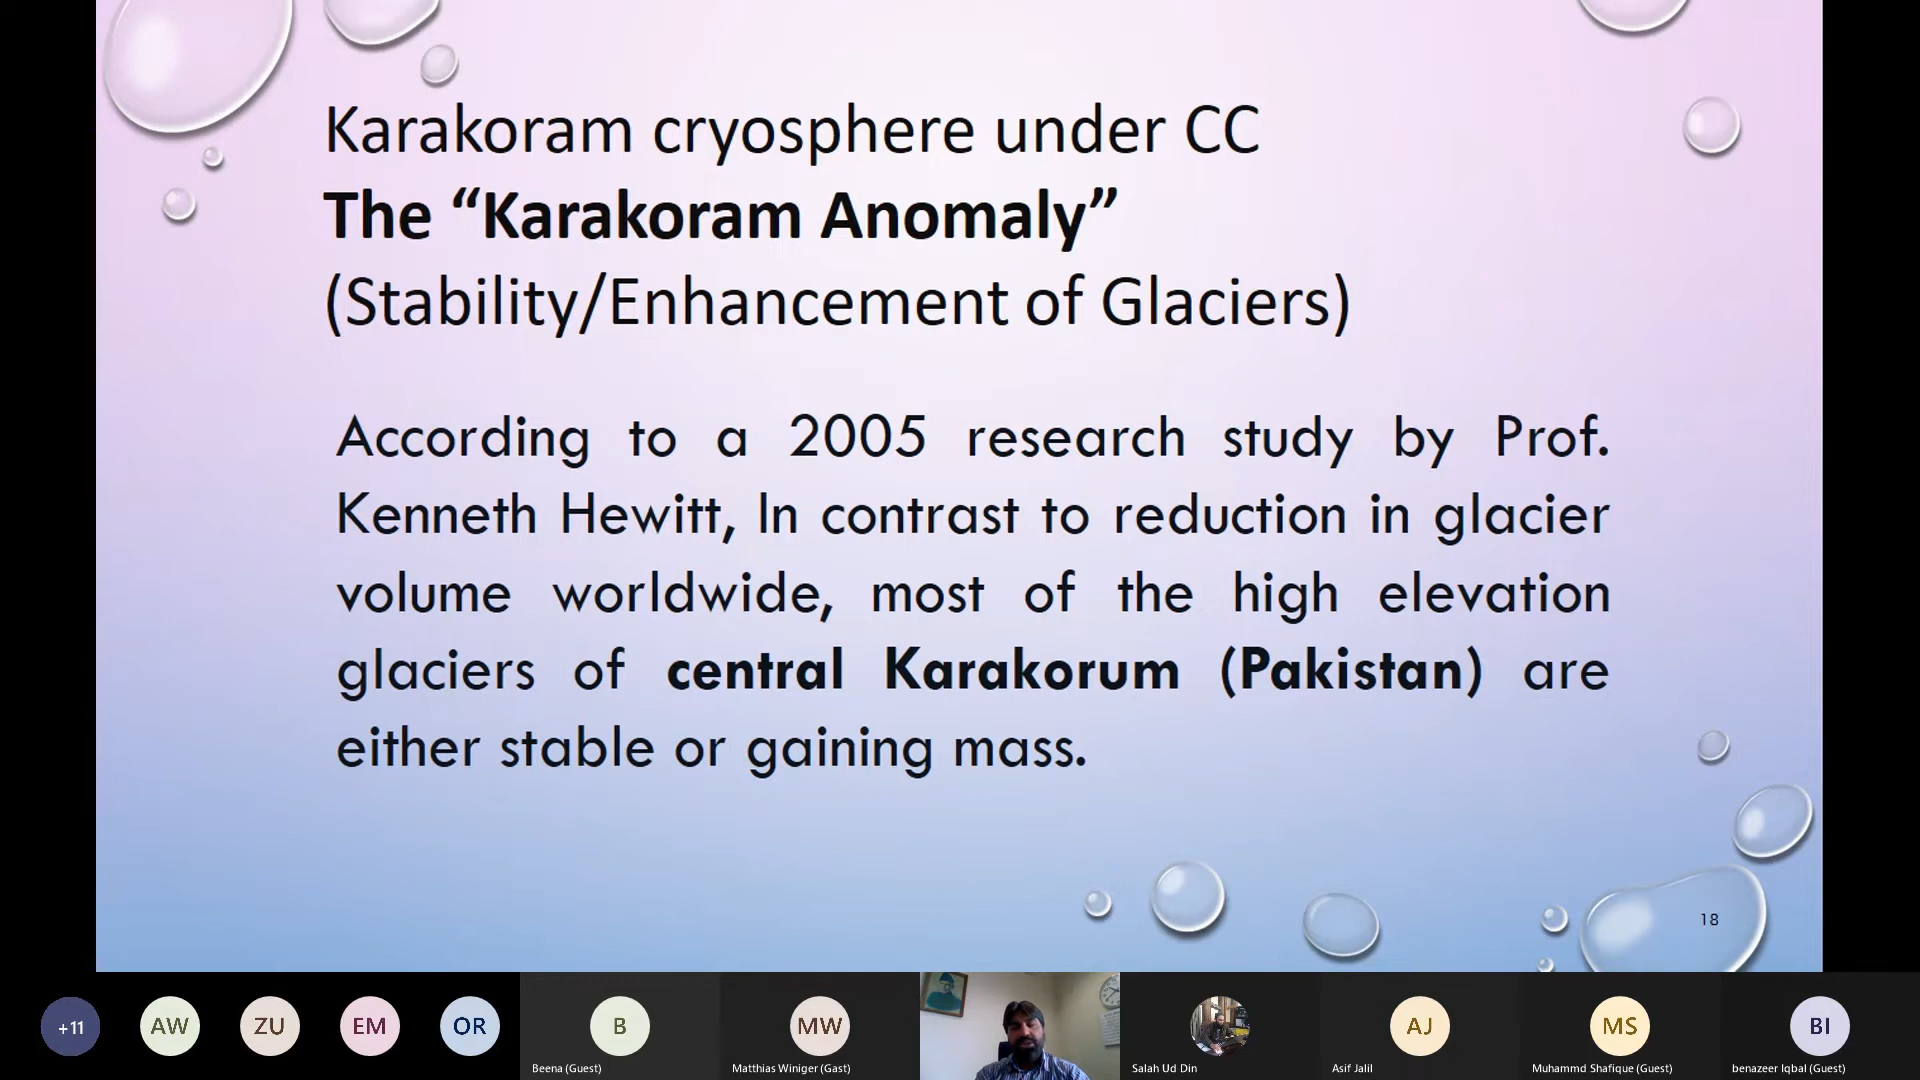 Karakoram cryosphere under CC
The “Karakoram Anomaly”
(Stability/Enhancement of Glaciers)
According to a 2005 research study by Prof.
Kenneth Hewitt, In contrast to reduction in glacier
volume worldwide, most of the high elevation
glaciers of central Karakorum (Pakistan) are
either stable or gaining mass.
18
+11
AW
ZU
EM
OR
B
MW
AJ
MS
BI
Beena (Guest)
Matthias Winiger (Gast)
Salah Ud Din
Asif Jalil
Muhammd Shafique (Guest)
benazeer Iqbal (Guest)